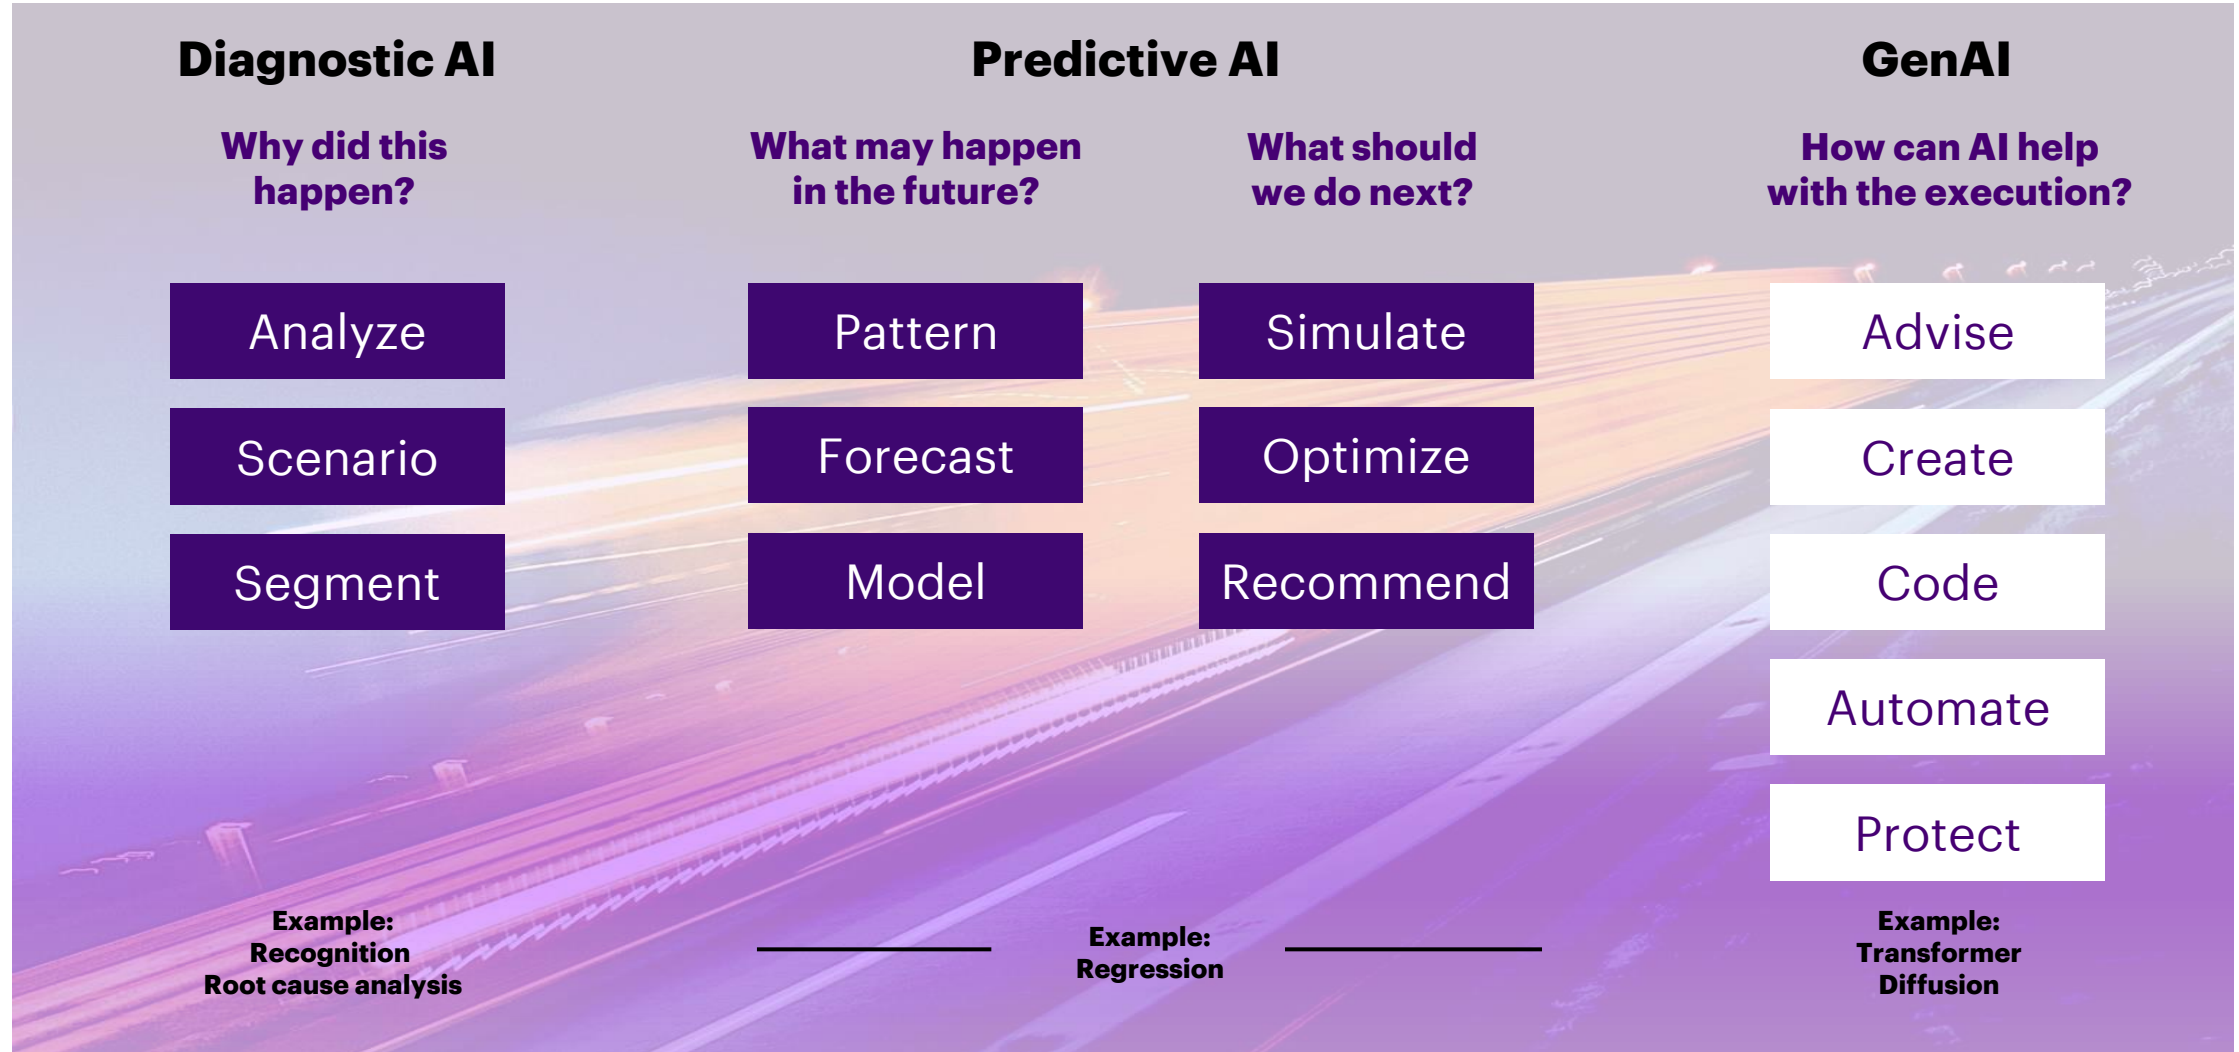 Diagnostic AI
Why did this
happen?
Analyze
Scenario
Segment
Example:
Recognition
Root cause analysis
Predictive AI
What may happen
in the future?
Pattern
Forecast
Model
What should
we do next?
Simulate
Optimize
Recommend
Example:
Regression
GenAI
How can AI help
with the execution?
Advise
Create
Code
Automate
Protect
Example:
Transformer
Diffusion